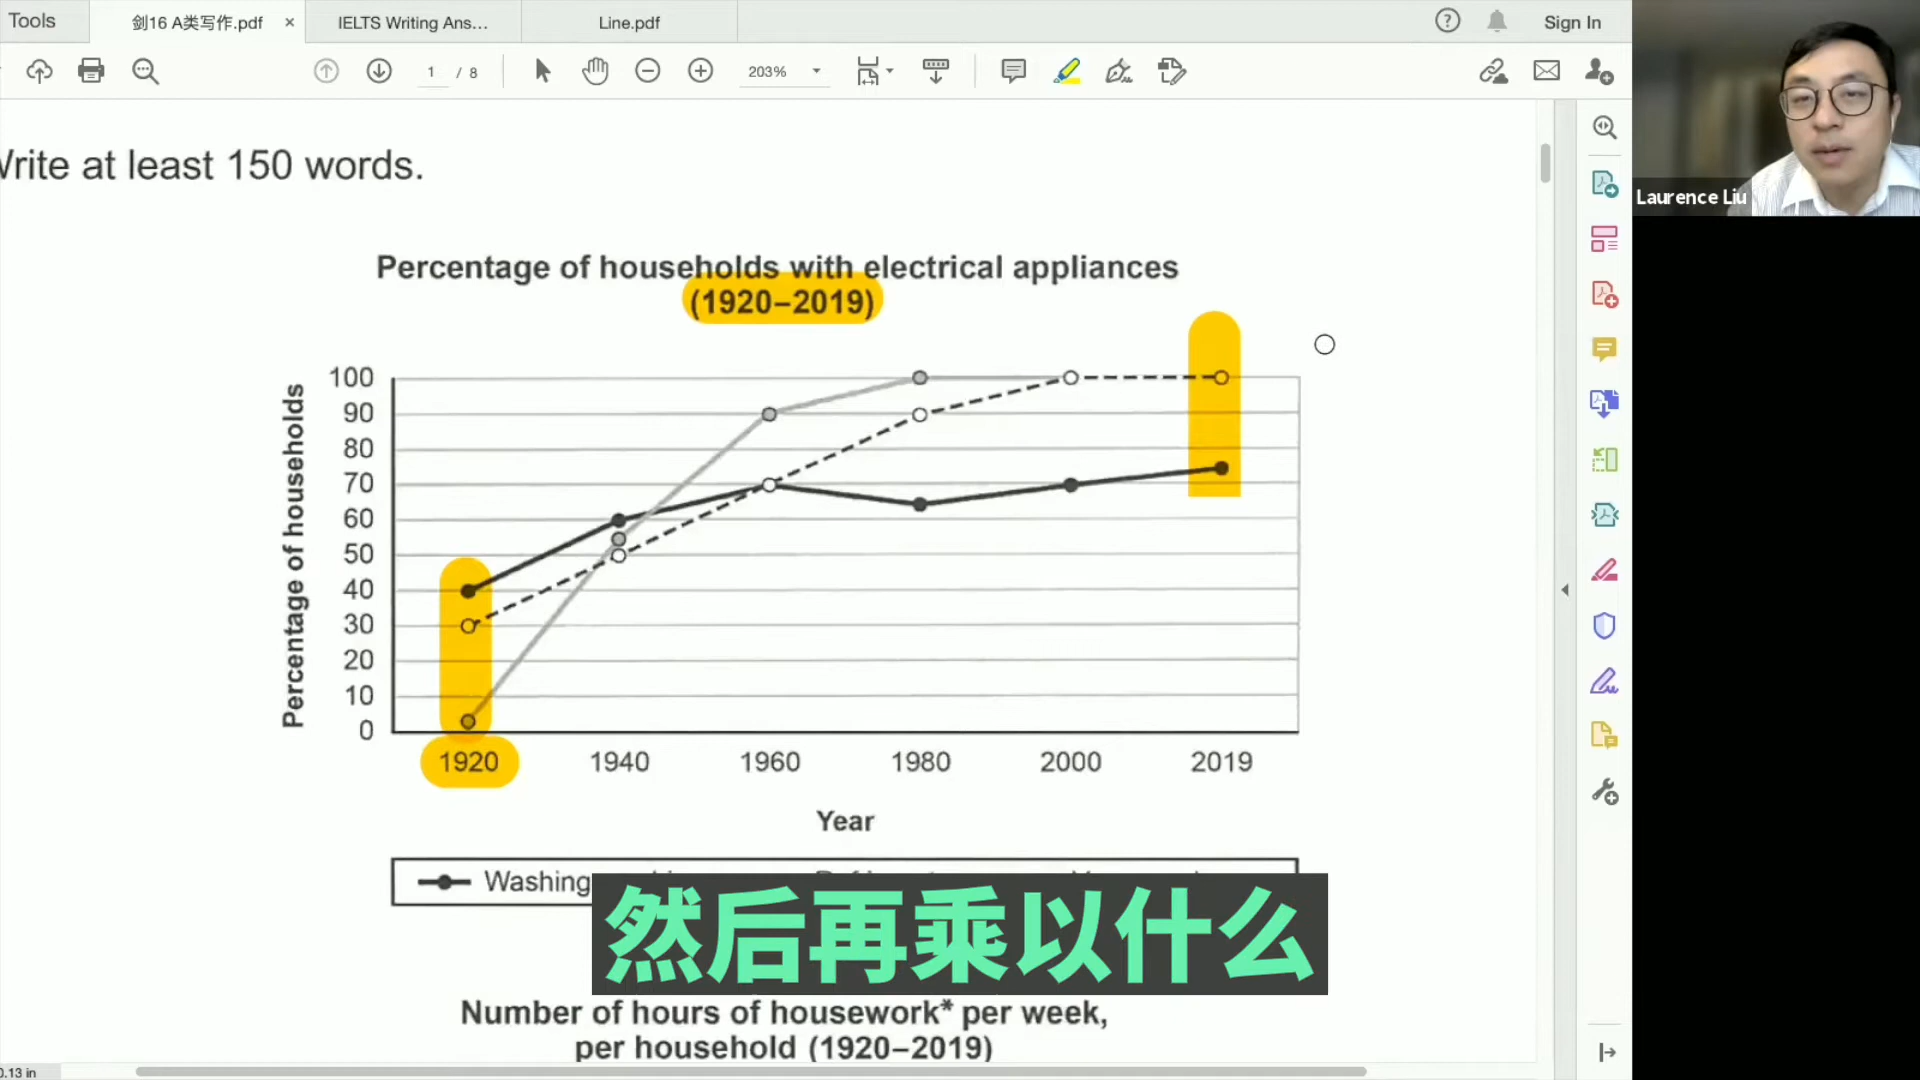 Tools
剑16 A类写作.pdf ×
IELTS Writing Ans...
Line.pdf
? Sign In
1 / 8
203%
Write at least 150 words.
Laurence Liu
Percentage of households with electrical appliances
(1920–2019)
Percentage of households
100
90
80
70
60
50
40
30
20
10
0
1920 1940 1960 1980 2000 2019
Year
Washing
然后再乘以什么
Number of hours of housework* per week,
per household (1920–2019)
0.13 in